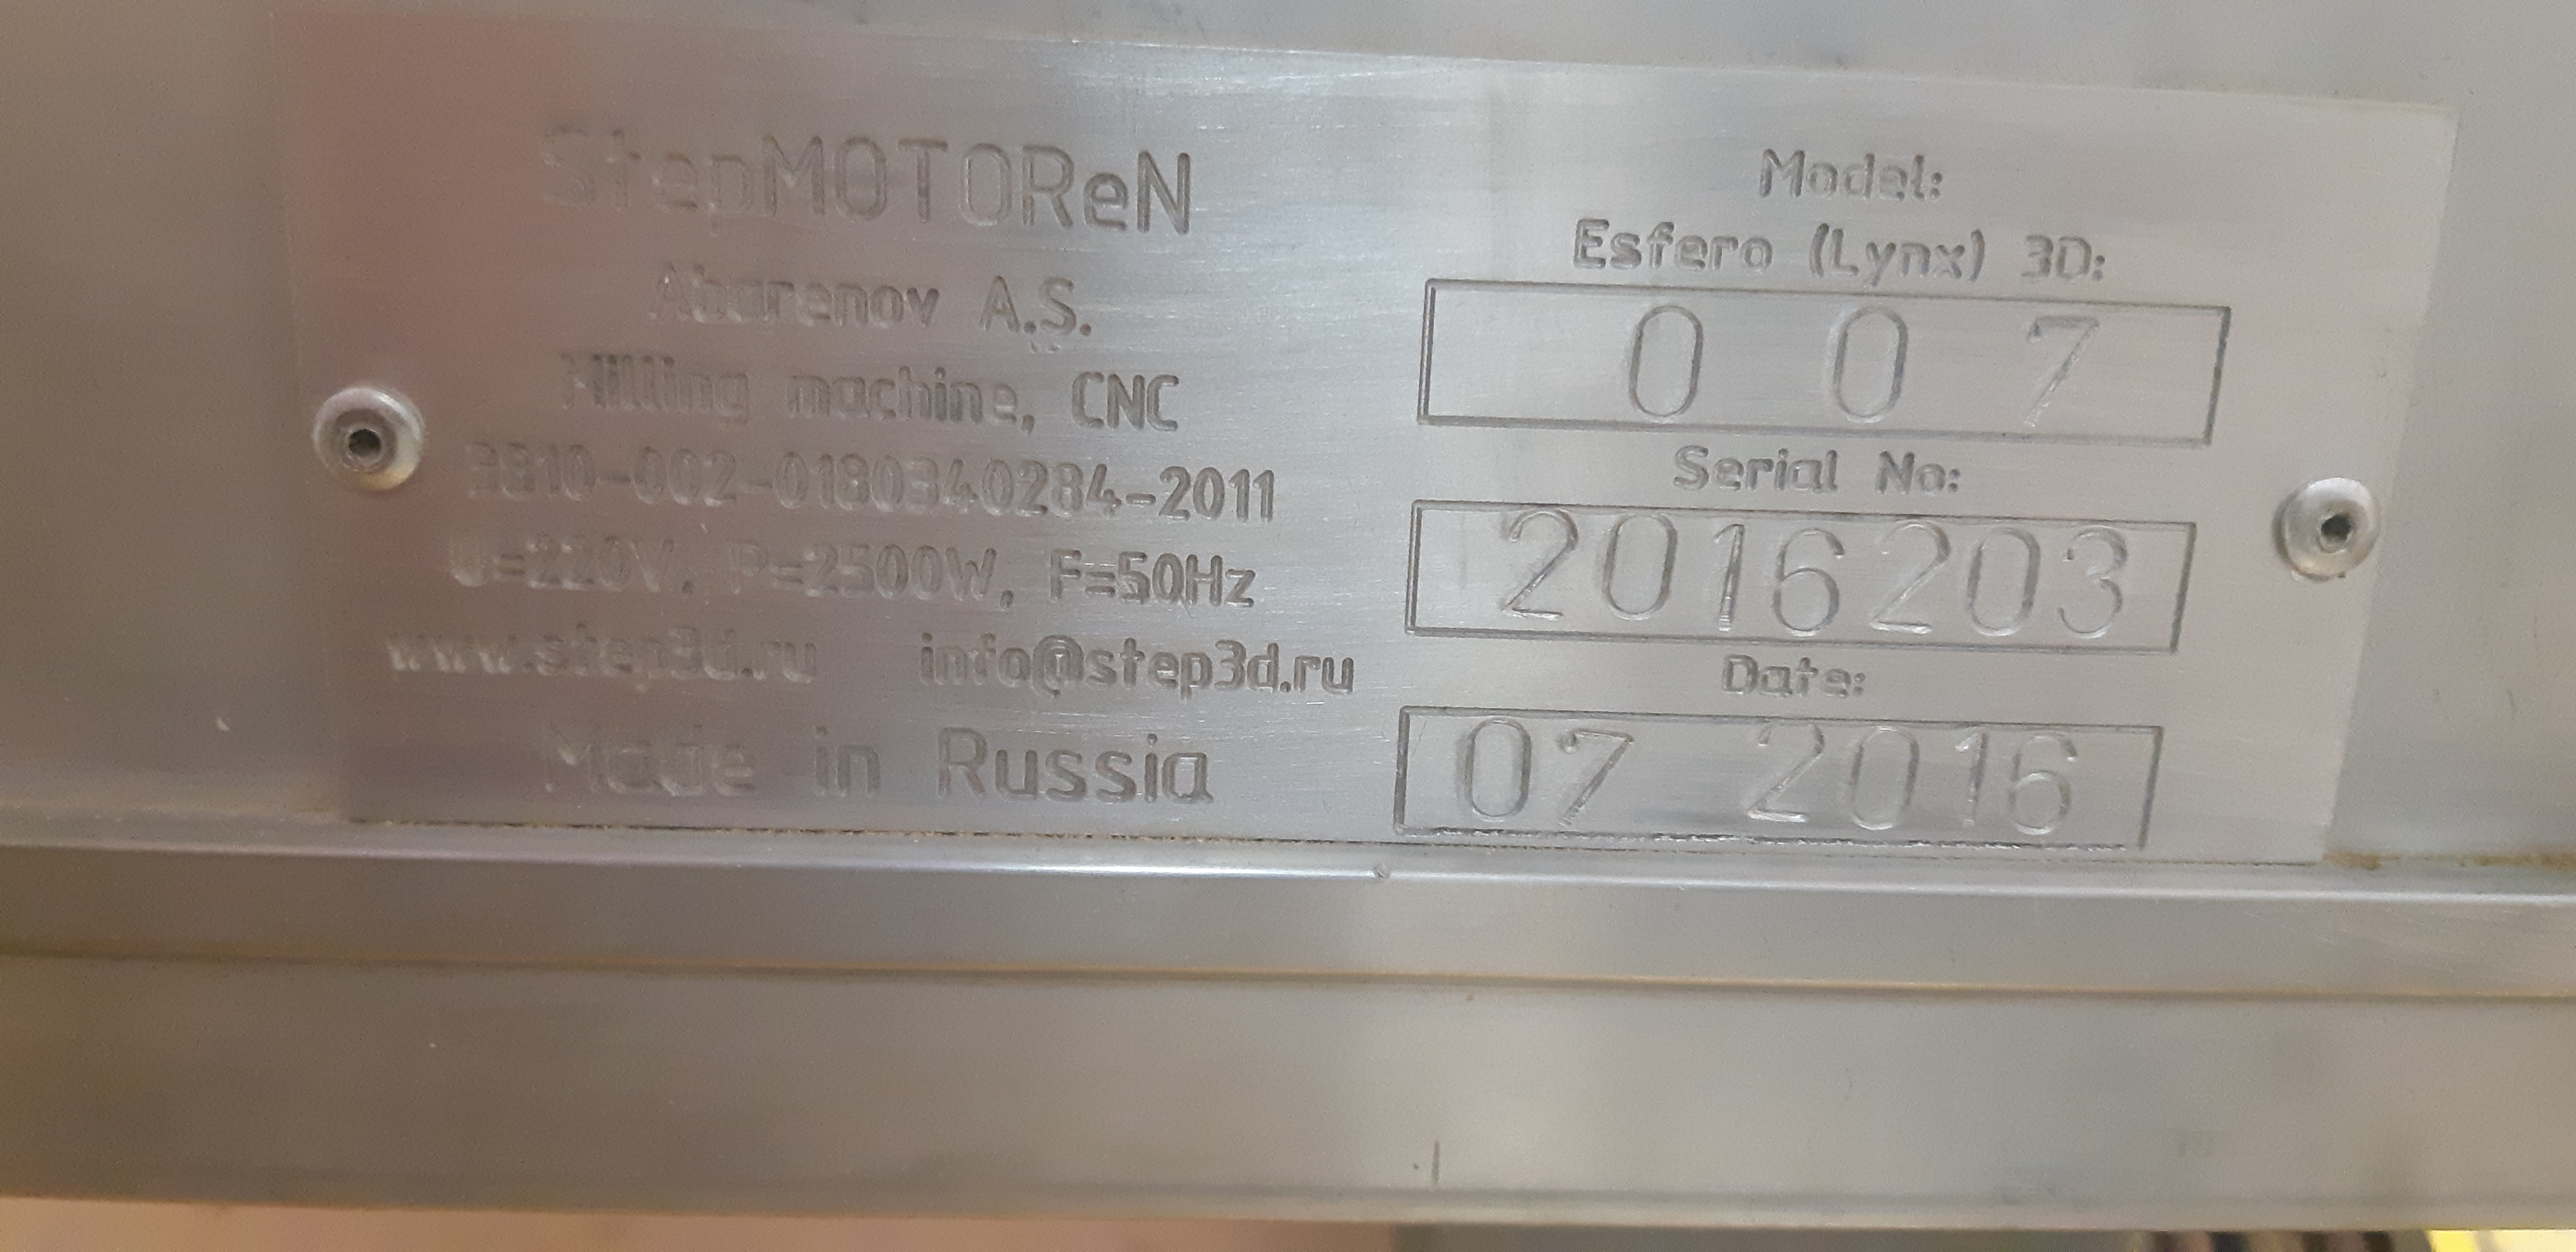 StepMOTOReN
Abarenov A.S.
Milling machine, CNC
3810-002-0180340284-2011
U=220V, P=2500W, F=50Hz
www.step3d.ru info@step3d.ru
Made in Russia
Model:
Esfero (Lynx) 3D:
0 0 7
Serial No:
2016203
Date:
07 2016